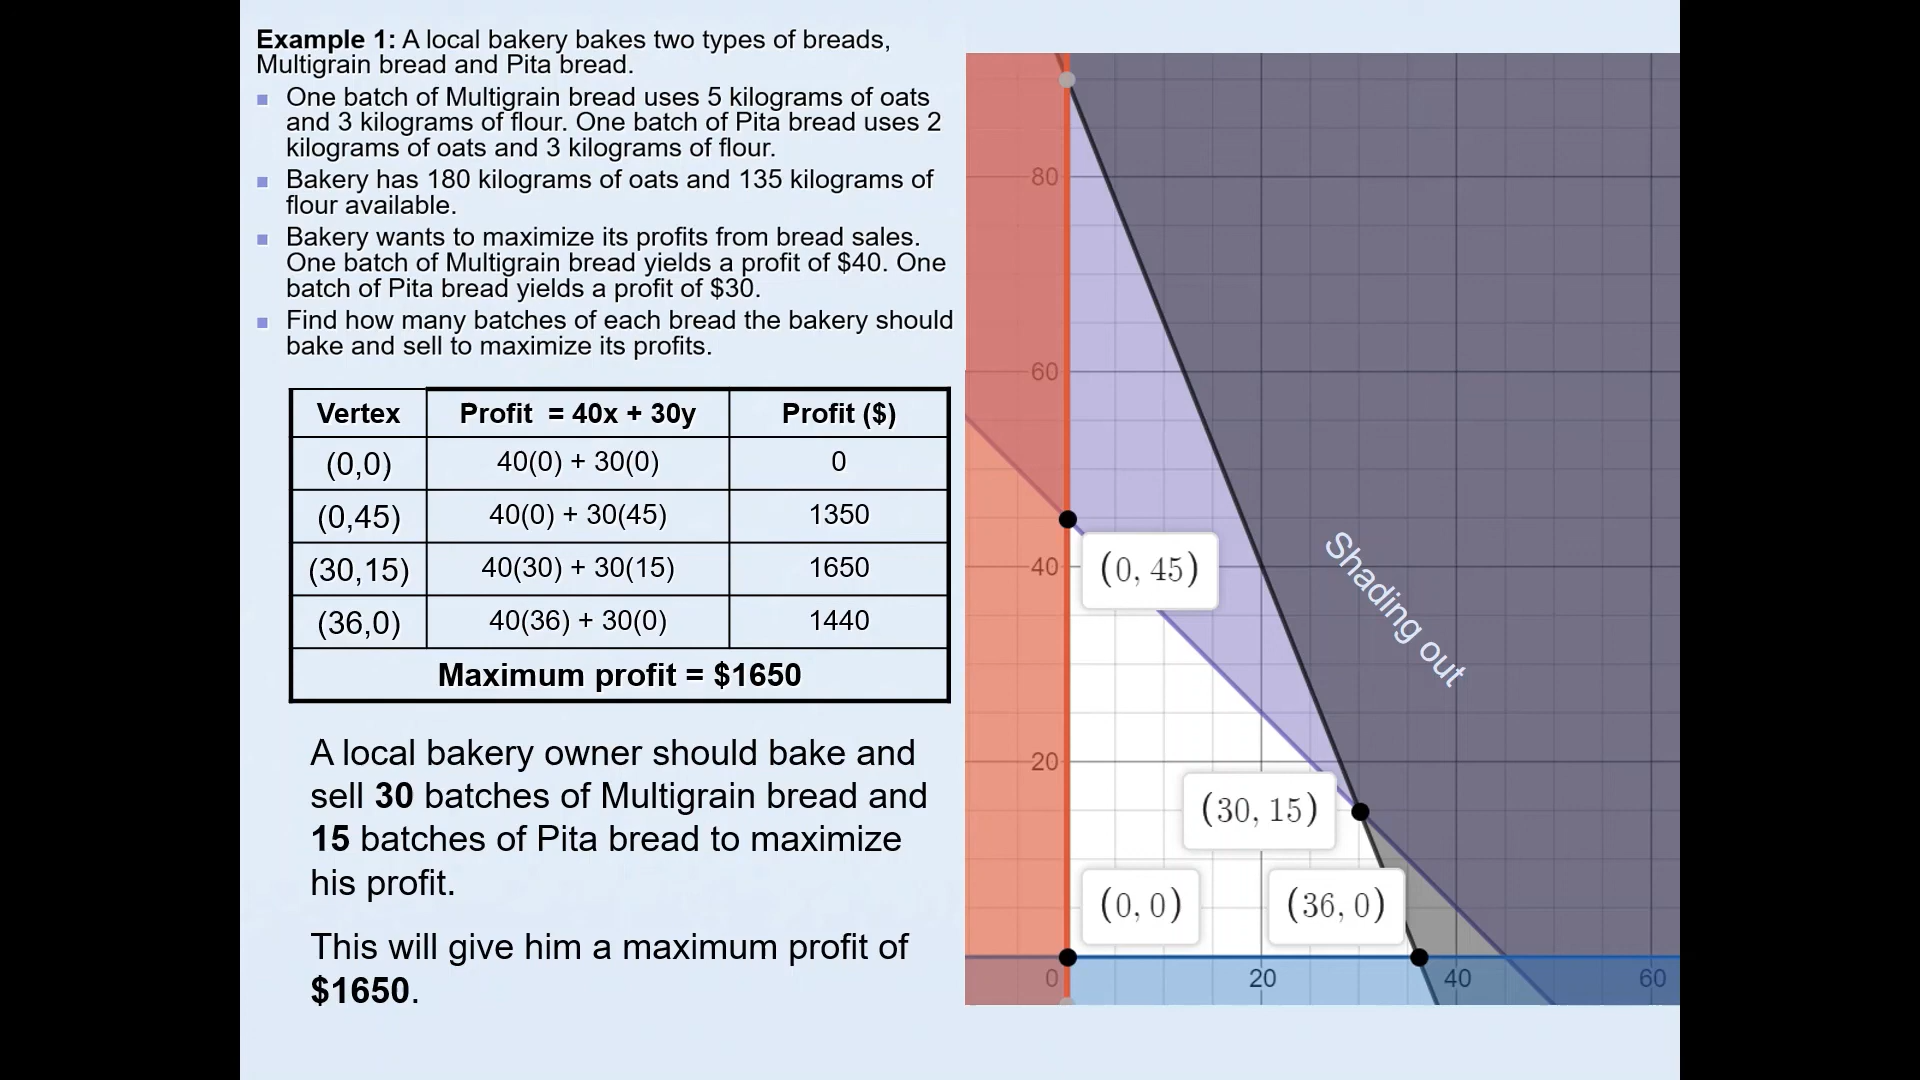 Example 1: A local bakery bakes two types of breads,
Multigrain bread and Pita bread.
One batch of Multigrain bread uses 5 kilograms of oats
and 3 kilograms of flour. One batch of Pita bread uses 2
kilograms of oats and 3 kilograms of flour.
Bakery has 180 kilograms of oats and 135 kilograms of
flour available.
Bakery wants to maximize its profits from bread sales.
One batch of Multigrain bread yields a profit of $40. One
batch of Pita bread yields a profit of $30.
Find how many batches of each bread the bakery should
bake and sell to maximize its profits.
Vertex Profit = 40x + 30y Profit ($)
(0,0) 40(0) + 30(0) 0
(0,45) 40(0) + 30(45) 1350
(30,15) 40(30) + 30(15) 1650
(36,0) 40(36) + 30(0) 1440
Maximum profit = $1650
A local bakery owner should bake and
sell 30 batches of Multigrain bread and
15 batches of Pita bread to maximize
his profit.
This will give him a maximum profit of
$1650.
80
60
40
(0, 45)
Shading out
20
(30, 15)
(0, 0) (36, 0)
0 20 40 60